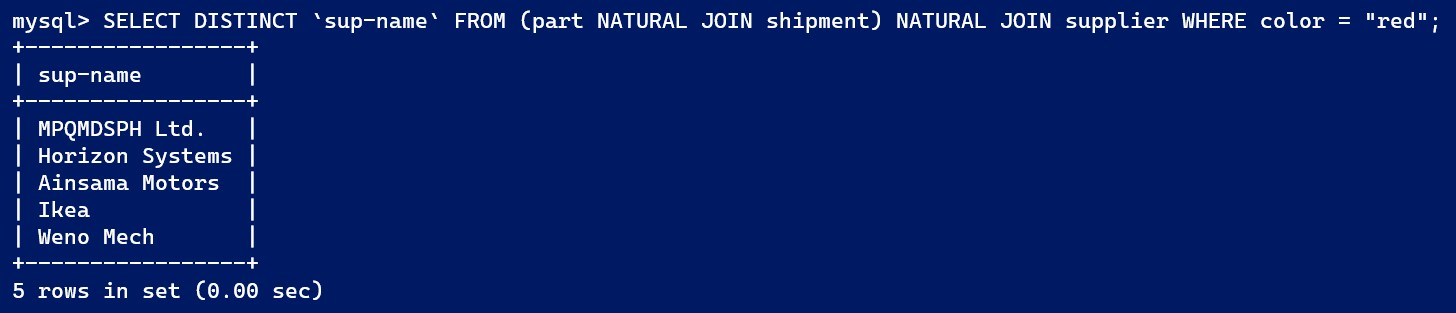 mysql> SELECT DISTINCT `sup-name` FROM (part NATURAL JOIN shipment) NATURAL JOIN supplier WHERE color = "red";
+-----------------+
| sup-name        |
+-----------------+
| MPQMDSPH Ltd.   |
| Horizon Systems |
| Ainsama Motors  |
| Ikea            |
| Weno Mech       |
+-----------------+
5 rows in set (0.00 sec)